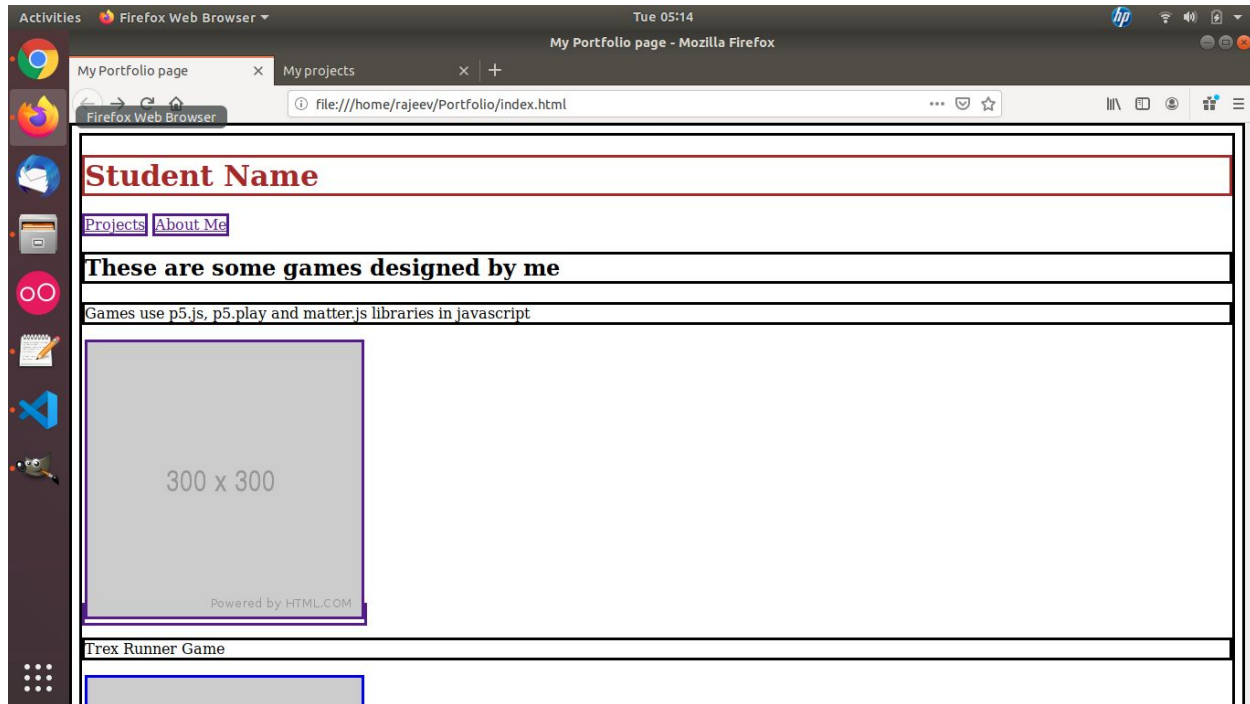 Activities Firefox Web Browser Tue 05:14 hp
My Portfolio page - Mozilla Firefox
My Portfolio page My projects
file:///home/rajeev/Portfolio/index.html
Firefox Web Browser
Student Name
Projects About Me
These are some games designed by me
Games use p5.js, p5.play and matter.js libraries in javascript
300 x 300
Powered by HTML.COM
Trex Runner Game